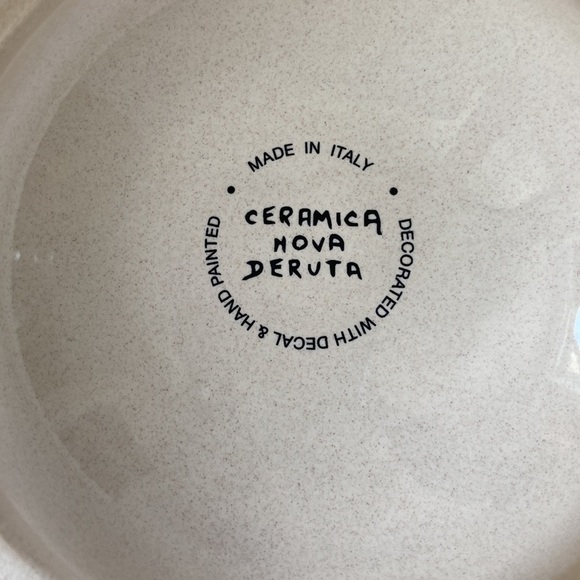 MADE IN ITALY
CERAMICA
NOVA
DERUTA
DECORATED WITH DECAL & HAND PAINTED